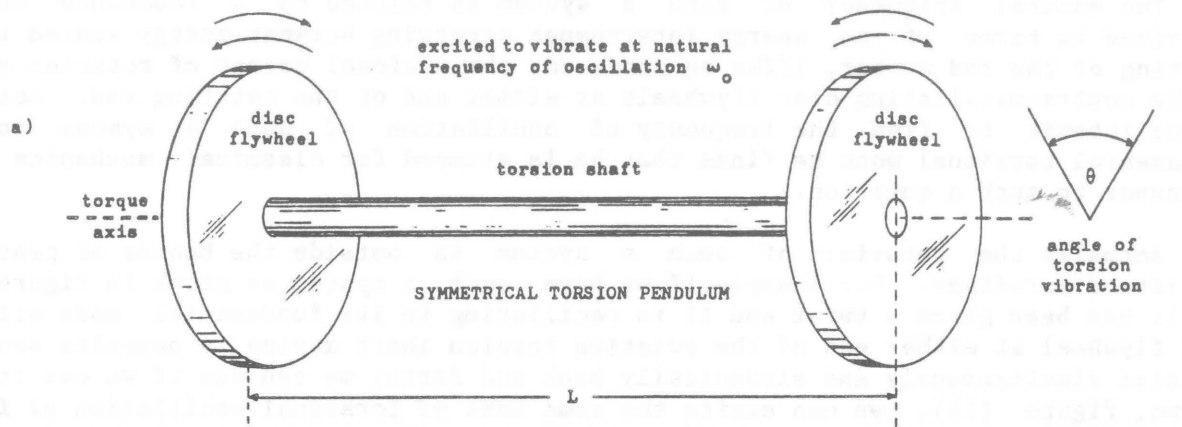 excited to vibrate at natural
frequency of oscillation ω₀
a)
disc
flywheel
disc
flywheel
torsion shaft
θ
torque
axis
angle of
torsion
vibration
SYMMETRICAL TORSION PENDULUM
L